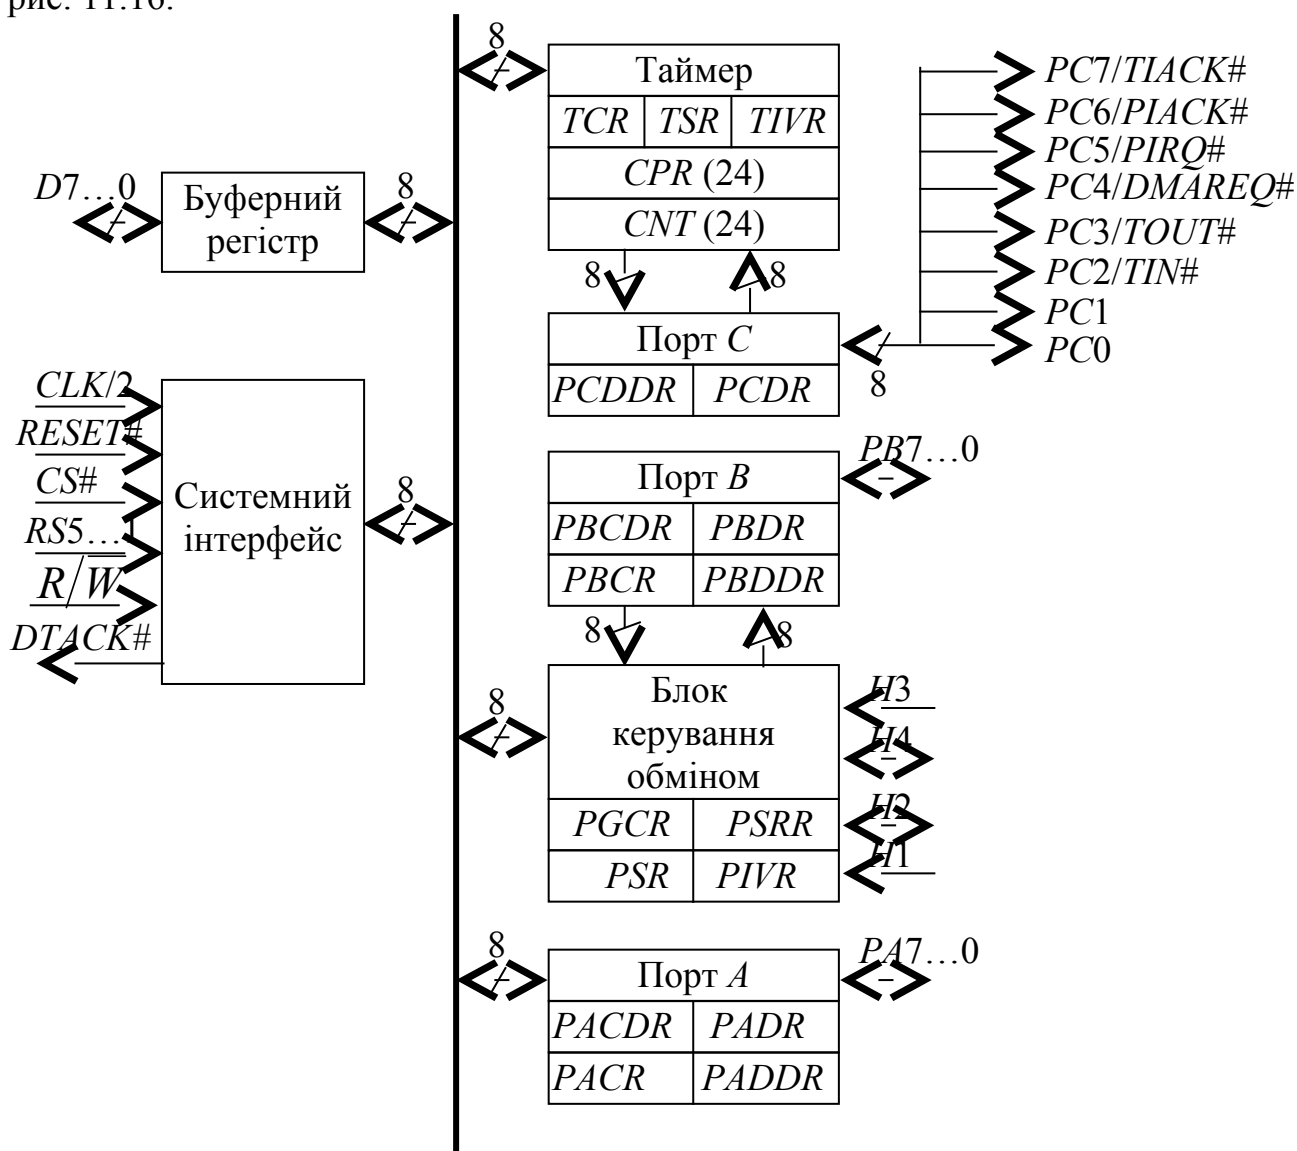 рис. 11.16.
8
Таймер
TCR TSR TIVR
CPR (24)
CNT (24)
8 8
D7…0
Буферний
регістр
8
PC7/TIACK#
PC6/PIACK#
PC5/PIRQ#
PC4/DMAREQ#
PC3/TOUT#
PC2/TIN#
PC1
PC0
Порт C
8
PCDDR PCDR
CLK/2
RESET#
CS#
RS5…1
R/W̅
DTACK#
Системний
інтерфейс
8
Порт B
PB7…0
PBCDR PBDR
PBCR PBDDR
8 8
8
Блок
керування
обміном
H3
H4
H2
H1
PGCR PSRR
PSR PIVR
8
Порт A
PA7…0
PACDR PADR
PACR PADDR